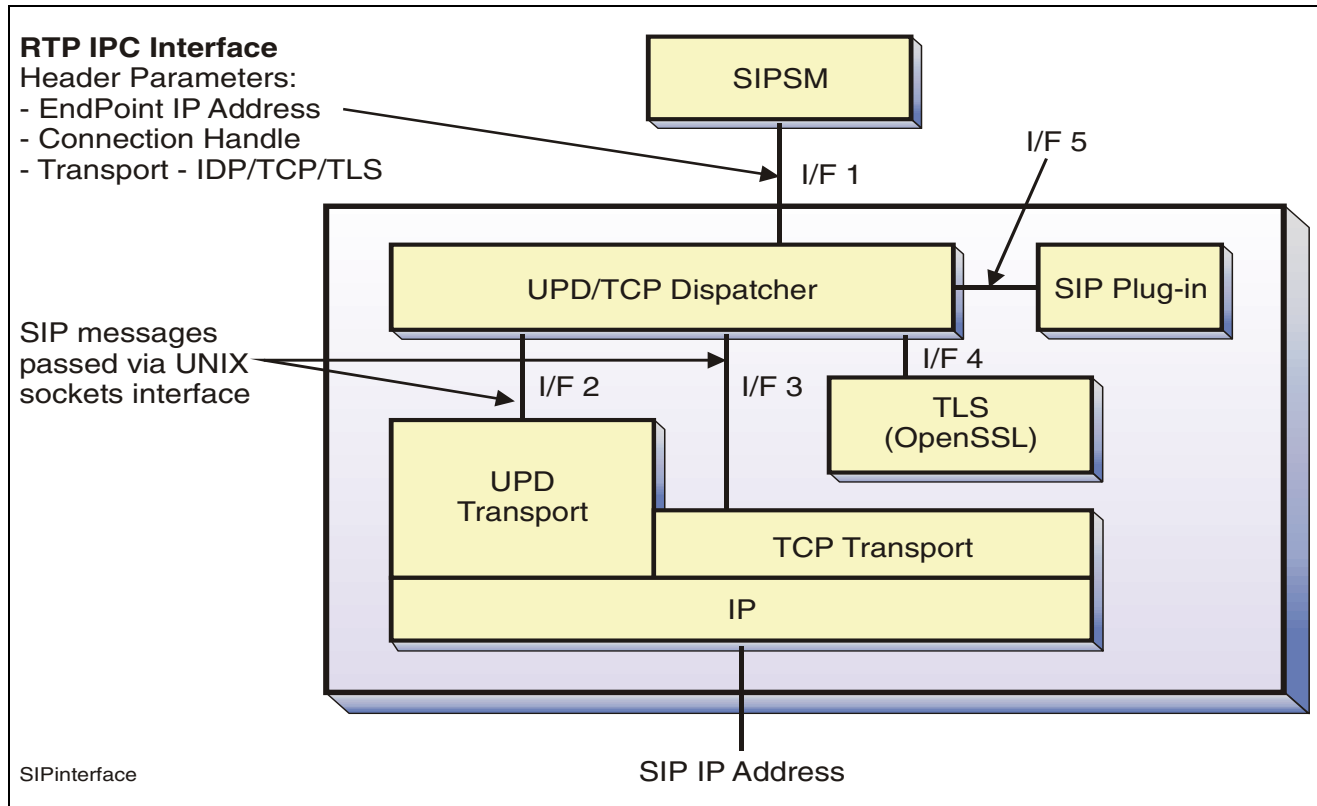 RTP IPC Interface
Header Parameters:
- EndPoint IP Address
- Connection Handle
- Transport - IDP/TCP/TLS
SIPSM
I/F 1
I/F 5
UPD/TCP Dispatcher
SIP Plug-in
SIP messages
passed via UNIX
sockets interface
I/F 2
I/F 3
I/F 4
TLS
(OpenSSL)
UPD
Transport
TCP Transport
IP
SIP IP Address
SIPinterface